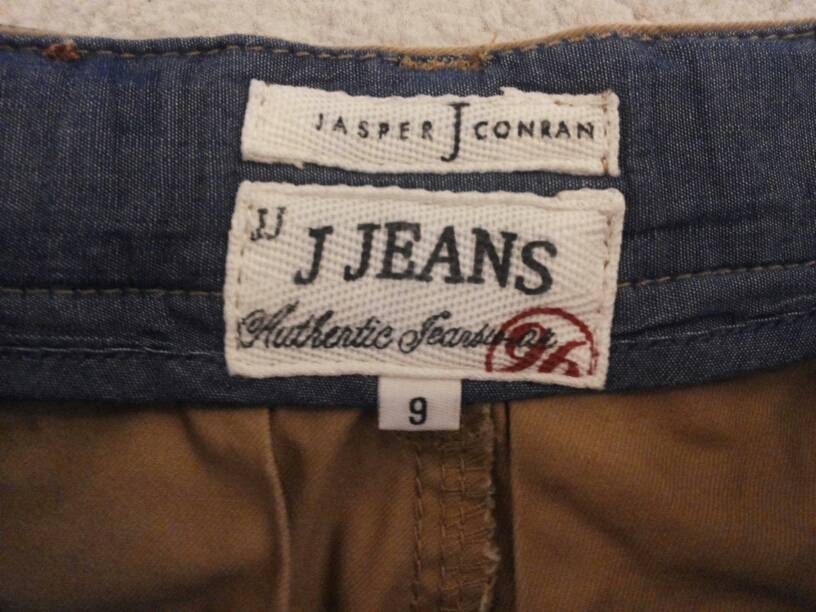 JASPER J CONRAN
JJ
J JEANS
Authentic Jeanswear
96
9